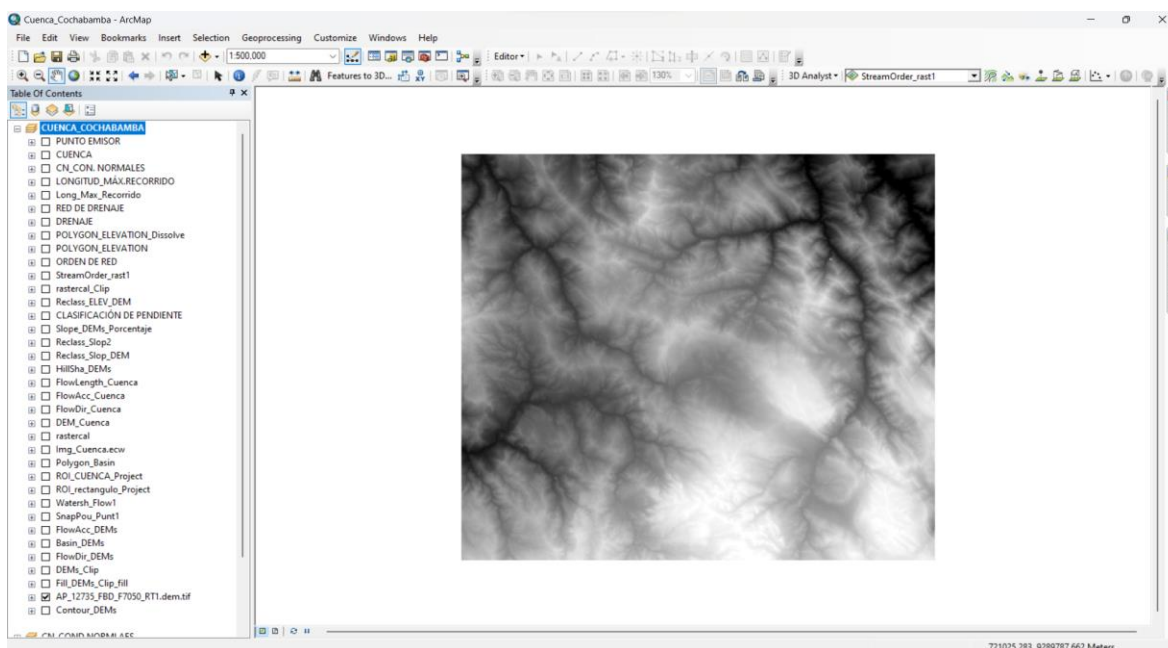 Cuenca_Cochabamba - ArcMap
File Edit View Bookmarks Insert Selection Geoprocessing Customize Windows Help
1:500,000 Editor
Features to 3D... 130% 3D Analyst StreamOrder_rast1
Table Of Contents
CUENCA_COCHABAMBA
PUNTO EMISOR
CUENCA
CN_CON. NORMALES
LONGITUD_MÁX.RECORRIDO
Long_Max_Recorrido
RED DE DRENAJE
DRENAJE
POLYGON_ELEVATION_Dissolve
POLYGON_ELEVATION
ORDEN DE RED
StreamOrder_rast1
rastercal_Clip
Reclass_ELEV_DEM
CLASIFICACIÓN DE PENDIENTE
Slope_DEMs_Porcentaje
Reclass_Slop2
Reclass_Slop_DEM
HillSha_DEMs
FlowLength_Cuenca
FlowAcc_Cuenca
FlowDir_Cuenca
DEM_Cuenca
rastercal
Img_Cuenca.ecw
Polygon_Basin
ROI_CUENCA_Project
ROI_rectangulo_Project
Watersh_Flow1
SnapPou_Punt1
FlowAcc_DEMs
Basin_DEMs
FlowDir_DEMs
DEMs_Clip
Fill_DEMs_Clip_fill
AP_12735_FBD_F7050_RT1.dem.tif
Contour_DEMs
721025,283 9289787,662 Meters